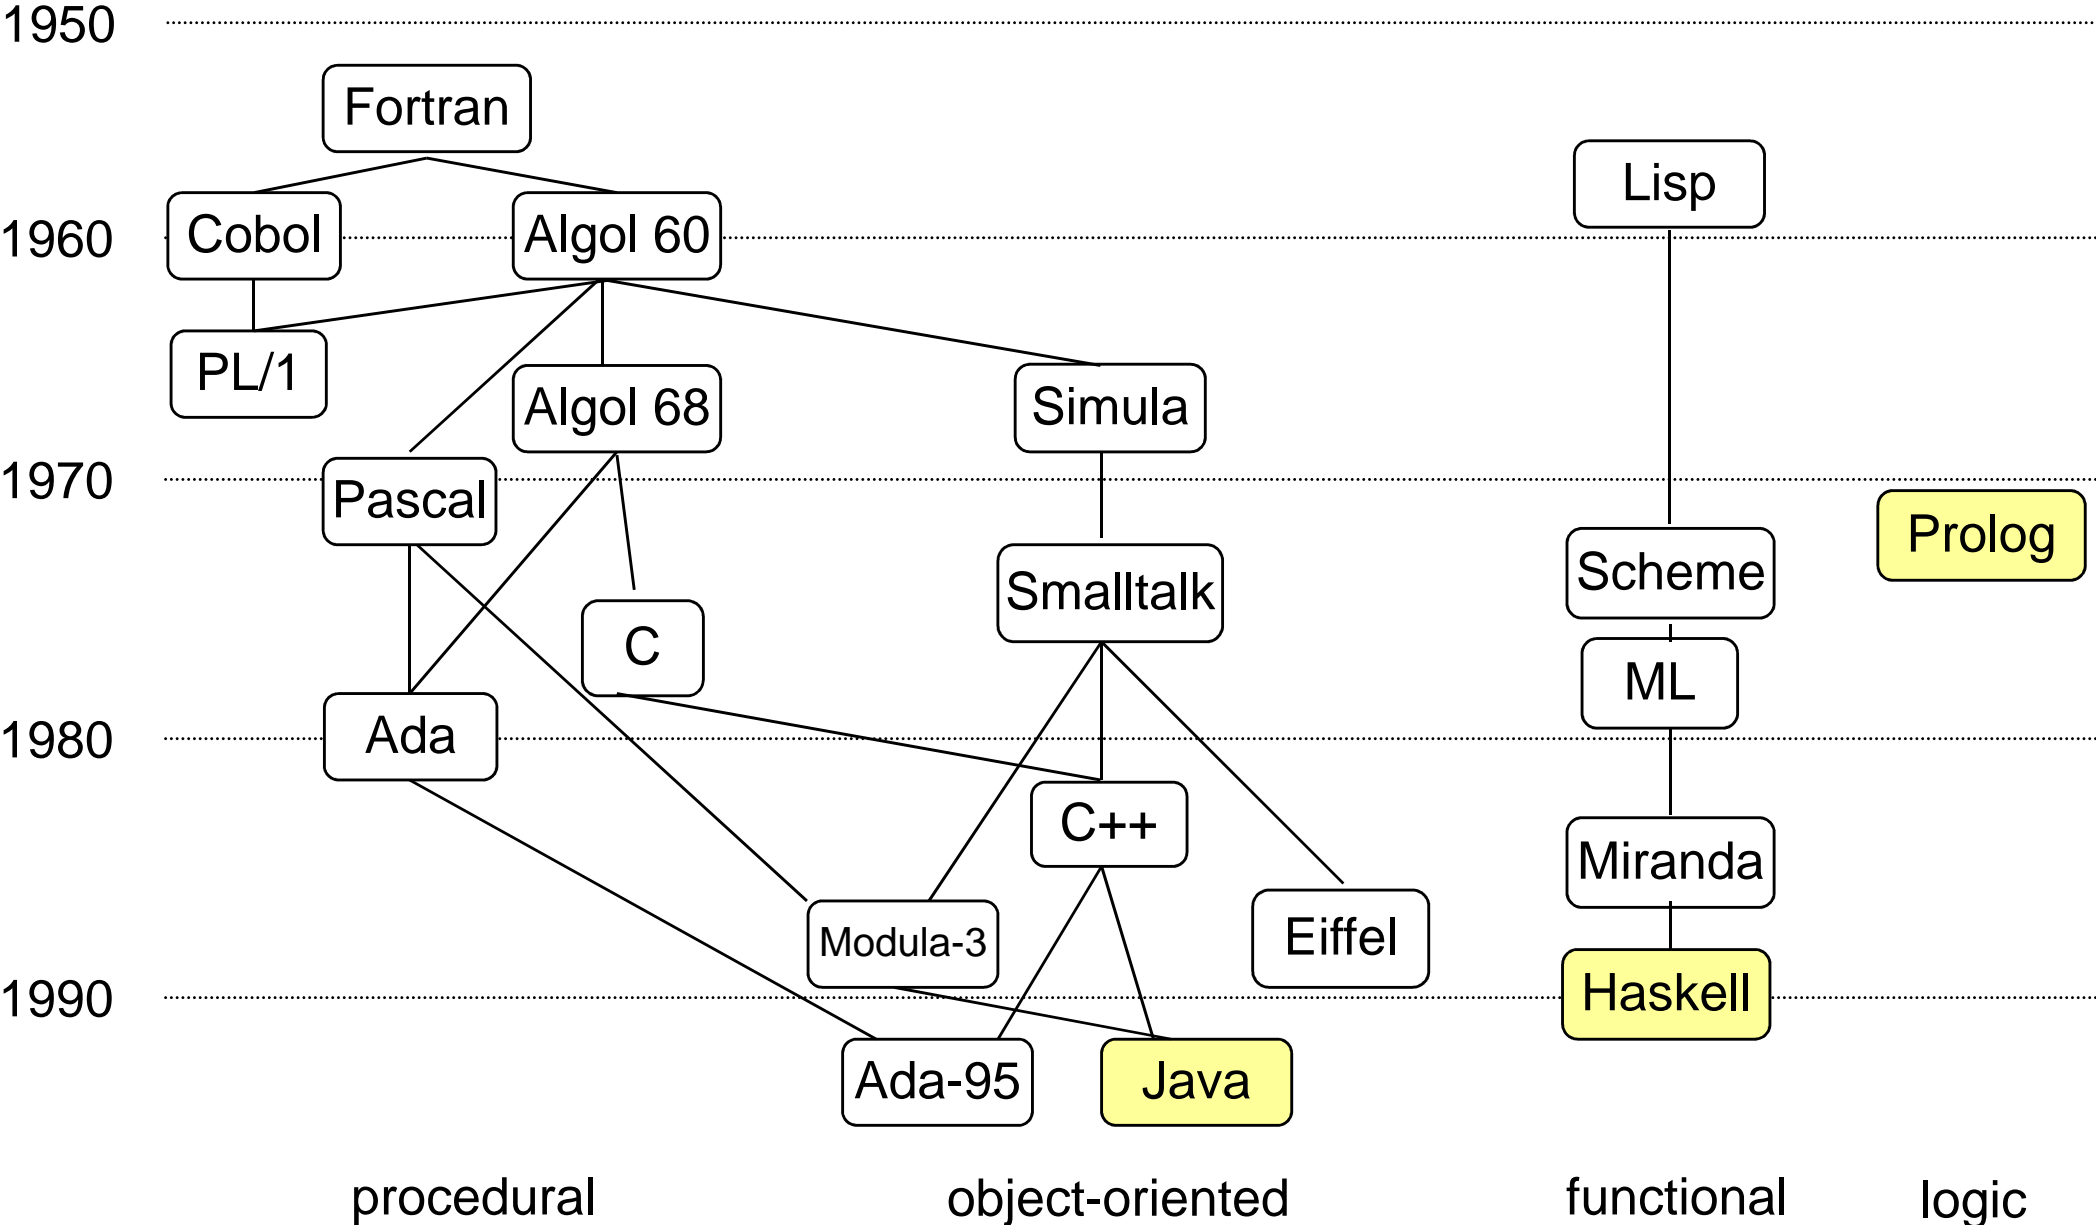 1950
Fortran
Lisp
1960
Cobol
Algol 60
PL/1
Algol 68
Simula
1970
Pascal
Prolog
Scheme
Smalltalk
C
ML
1980
Ada
C++
Miranda
Modula-3
Eiffel
1990
Haskell
Ada-95
Java
procedural
object-oriented
functional
logic